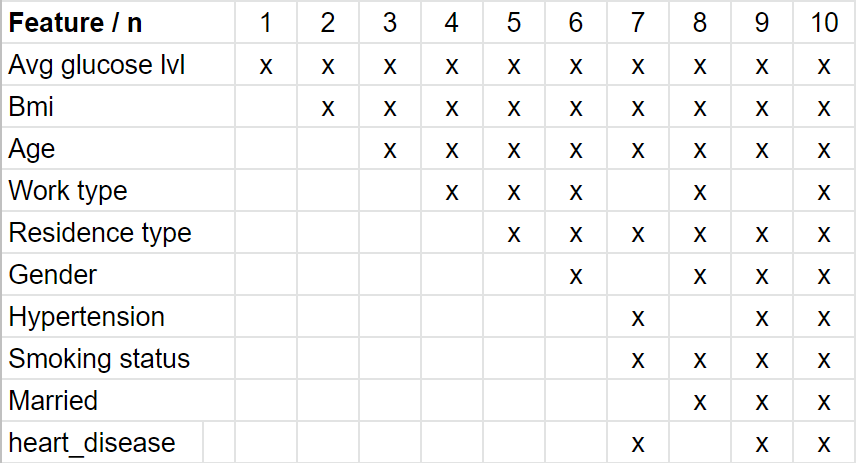 Feature / n 1 2 3 4 5 6 7 8 9 10
Avg glucose lvl x x x x x x x x x x
Bmi x x x x x x x x x
Age x x x x x x x x
Work type x x x x x
Residence type x x x x x x
Gender x x x x
Hypertension x x x
Smoking status x x x x
Married x x x
heart_disease x x x